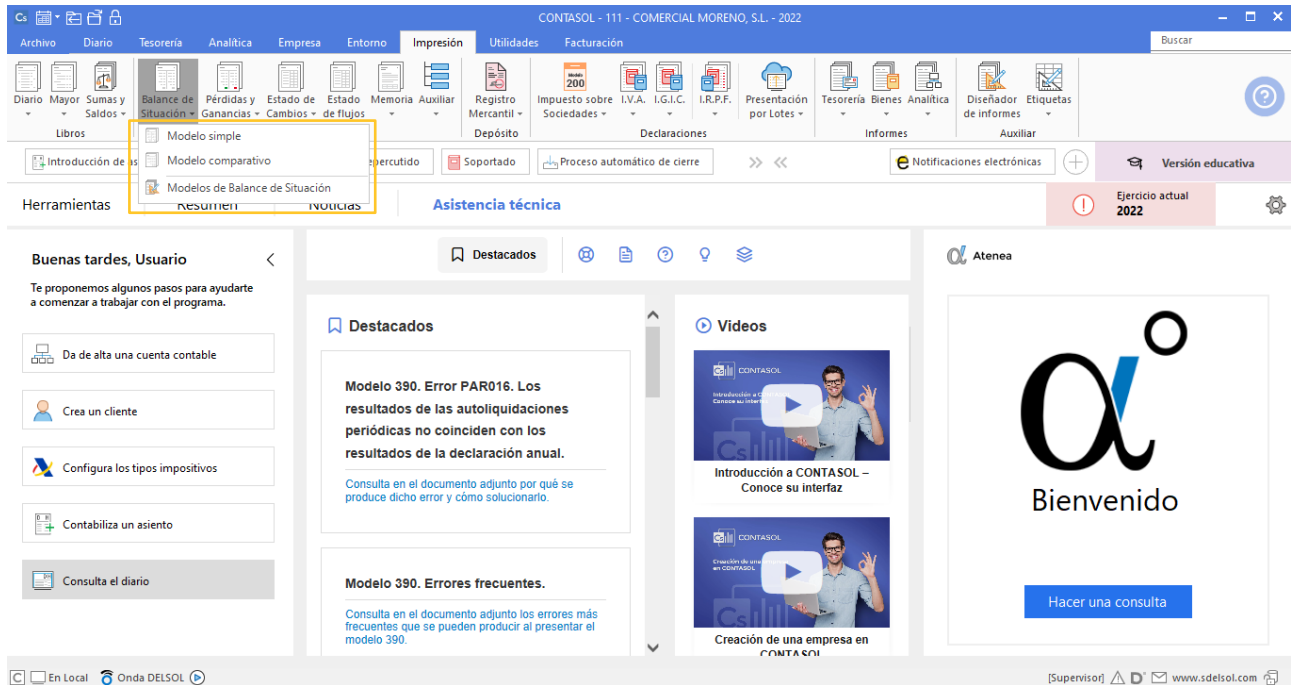 Cs
CONTASOL - 111 - COMERCIAL MORENO, S.L. - 2022
Archivo Diario Tesorería Analítica Empresa Entorno Impresión Utilidades Facturación Buscar
Diario Mayor Sumas y Saldos Balance de Situación Pérdidas y Ganancias Estado de Cambios Estado de flujos Memoria Auxiliar Registro Mercantil Modelo 200 Impuesto sobre Sociedades I.V.A. I.G.I.C. I.R.P.F. Presentación por Lotes Tesorería Bienes Analítica Diseñador de informes Etiquetas
Libros Depósito Declaraciones Informes Auxiliar
Modelo simple
Modelo comparativo
Modelos de Balance de Situación
Introducción de as epercutido Soportado Proceso automático de cierre Notificaciones electrónicas Versión educativa
Herramientas Resumen Noticias Asistencia técnica Ejercicio actual
2022
Buenas tardes, Usuario
Te proponemos algunos pasos para ayudarte
a comenzar a trabajar con el programa.
Da de alta una cuenta contable
Crea un cliente
Configura los tipos impositivos
Contabiliza un asiento
Consulta el diario
Destacados
Destacados
Modelo 390. Error PAR016. Los
resultados de las autoliquidaciones
periódicas no coinciden con los
resultados de la declaración anual.
Consulta en el documento adjunto por qué se
produce dicho error y cómo solucionarlo.
Modelo 390. Errores frecuentes.
Consulta en el documento adjunto los errores más
frecuentes que se pueden producir al presentar el
modelo 390.
Videos
CONTASOL
Introducción a CONTASOL –
Conoce su interfaz
CONTASOL
Creación de una empresa en
CONTASOL
Atenea
Bienvenido
Hacer una consulta
C En Local Onda DELSOL [Supervisor] D www.sdelsol.com